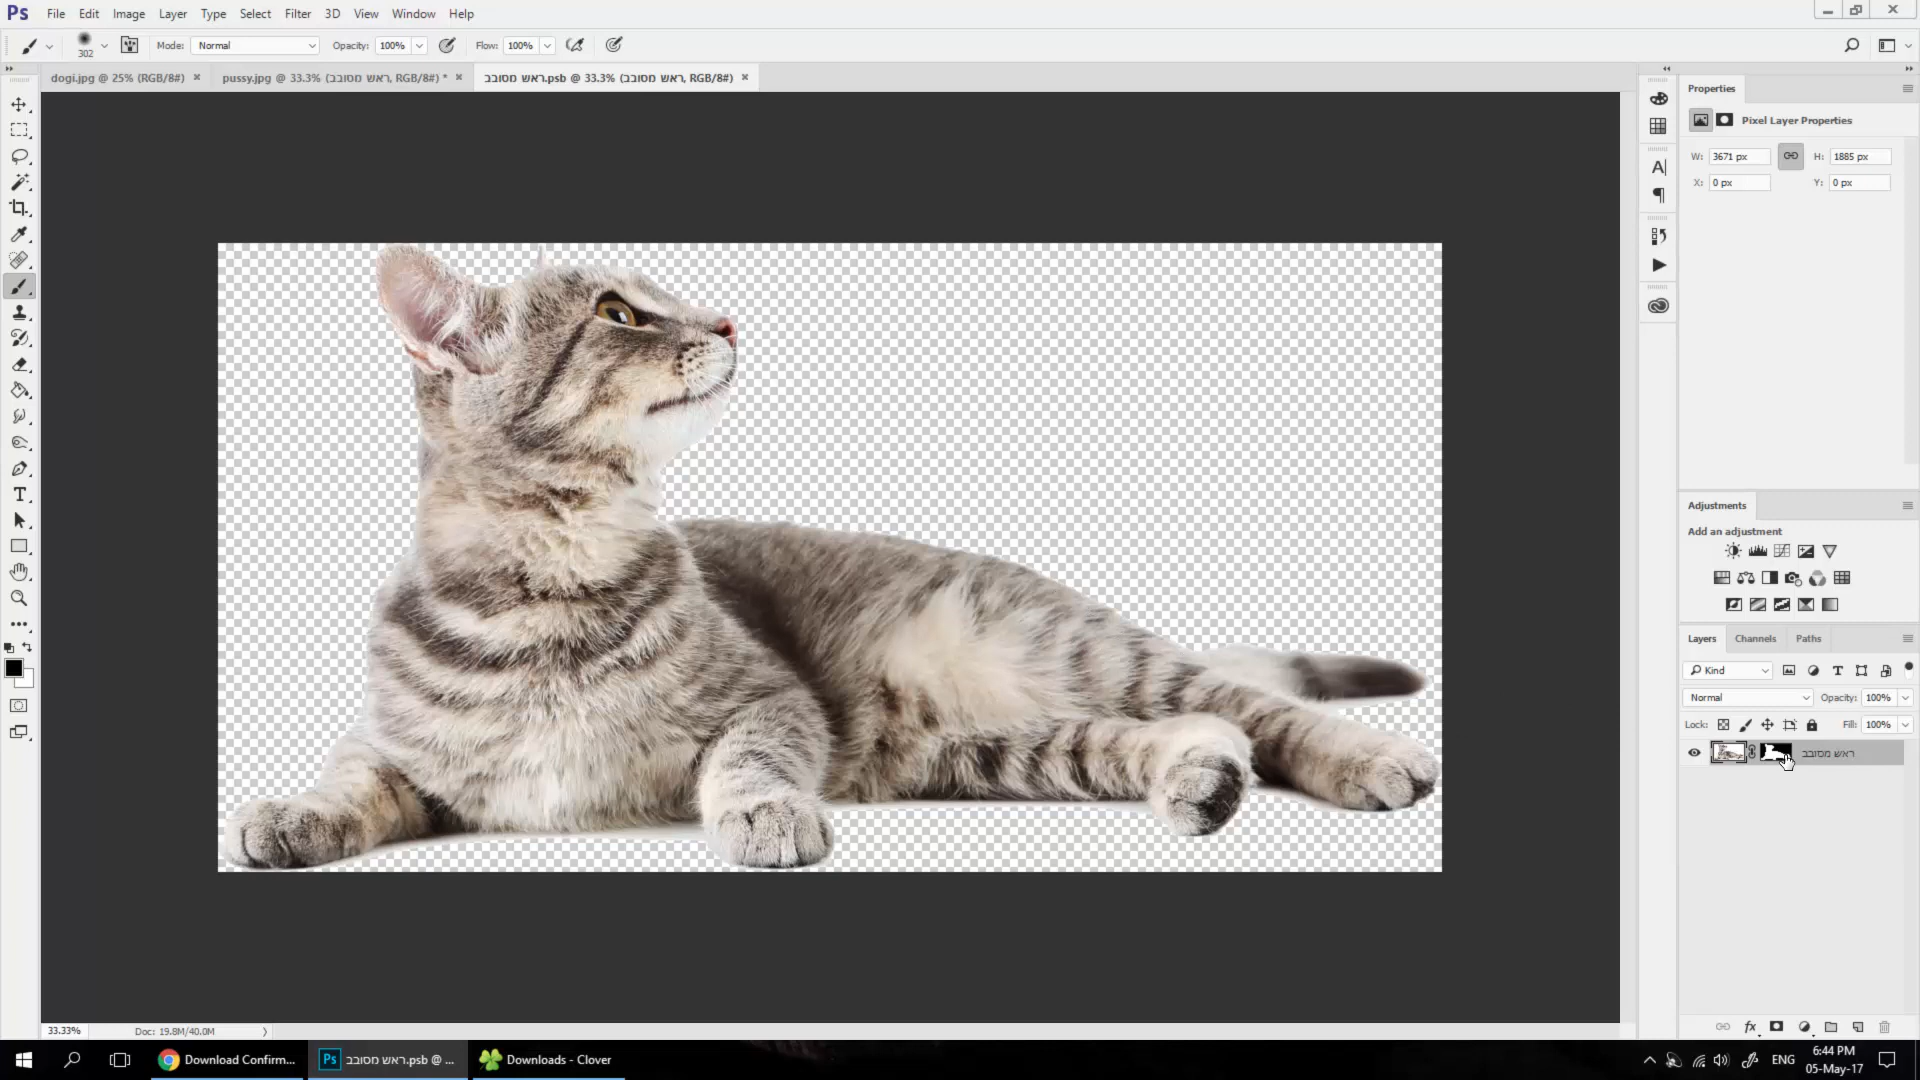 Ps File Edit Image Layer Type Select Filter 3D View Window Help
302 Mode: Normal Opacity: 100% Flow: 100%
dogi.jpg @ 25% (RGB/8#) × pussy.jpg @ 33.3% (ראש מסובב, RGB/8#) * × ראש מסובב.psb @ 33.3% (ראש מסובב, RGB/8#) ×
Properties
Pixel Layer Properties
W: 3671 px H: 1885 px
X: 0 px Y: 0 px
Adjustments
Add an adjustment
Layers Channels Paths
Kind
Normal Opacity: 100%
Lock: Fill: 100%
ראש מסובב
33.33% Doc: 19.8M/40.0M
Download Confirm... Ps ראש מסובב.psb @ ... Downloads - Clover ENG 6:44 PM
05-May-17